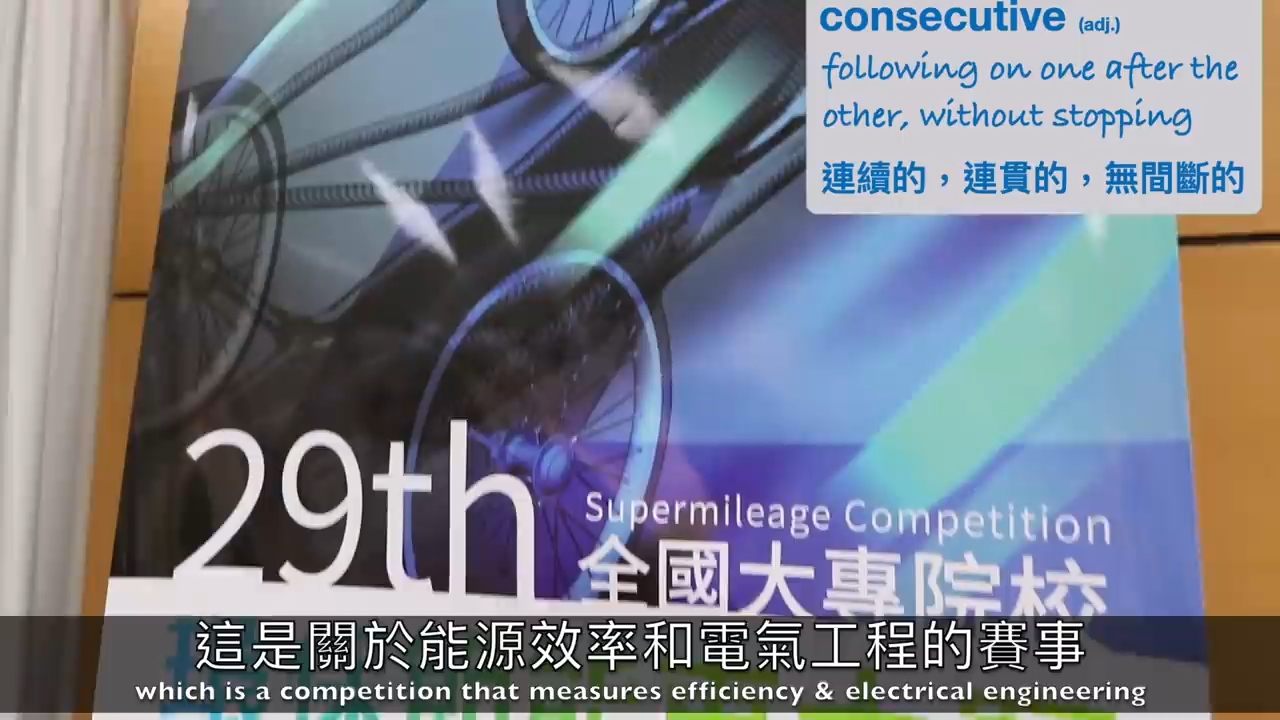 consecutive (adj.)
following on one after the
other, without stopping
連續的，連貫的，無間斷的
29th
Supermileage Competition
全國大專院校
這是關於能源效率和電氣工程的賽事
which is a competition that measures efficiency & electrical engineering